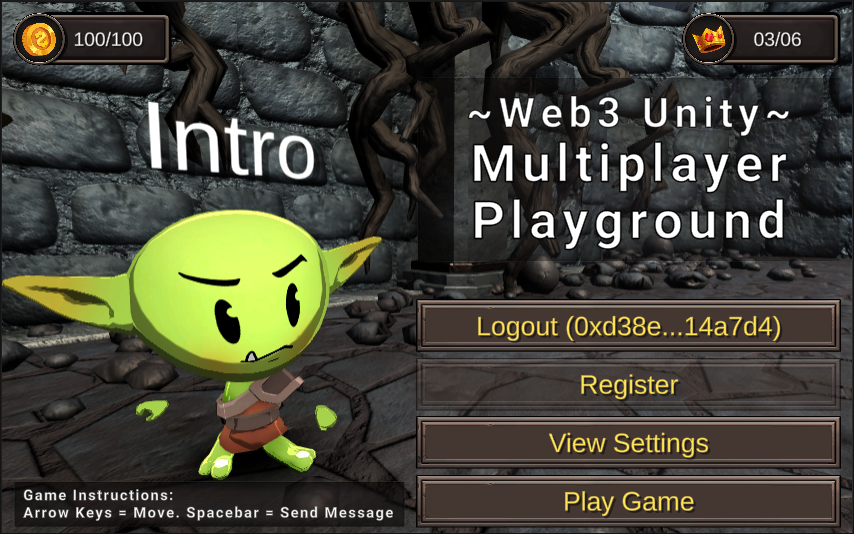 100/100
03/06
Intro
~Web3 Unity~
Multiplayer
Playground
Logout (0xd38e...14a7d4)
Register
View Settings
Play Game
Game Instructions:
Arrow Keys = Move. Spacebar = Send Message